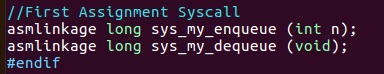 //First Assignment Syscall
asmlinkage long sys_my_enqueue (int n);
asmlinkage long sys_my_dequeue (void);
#endif